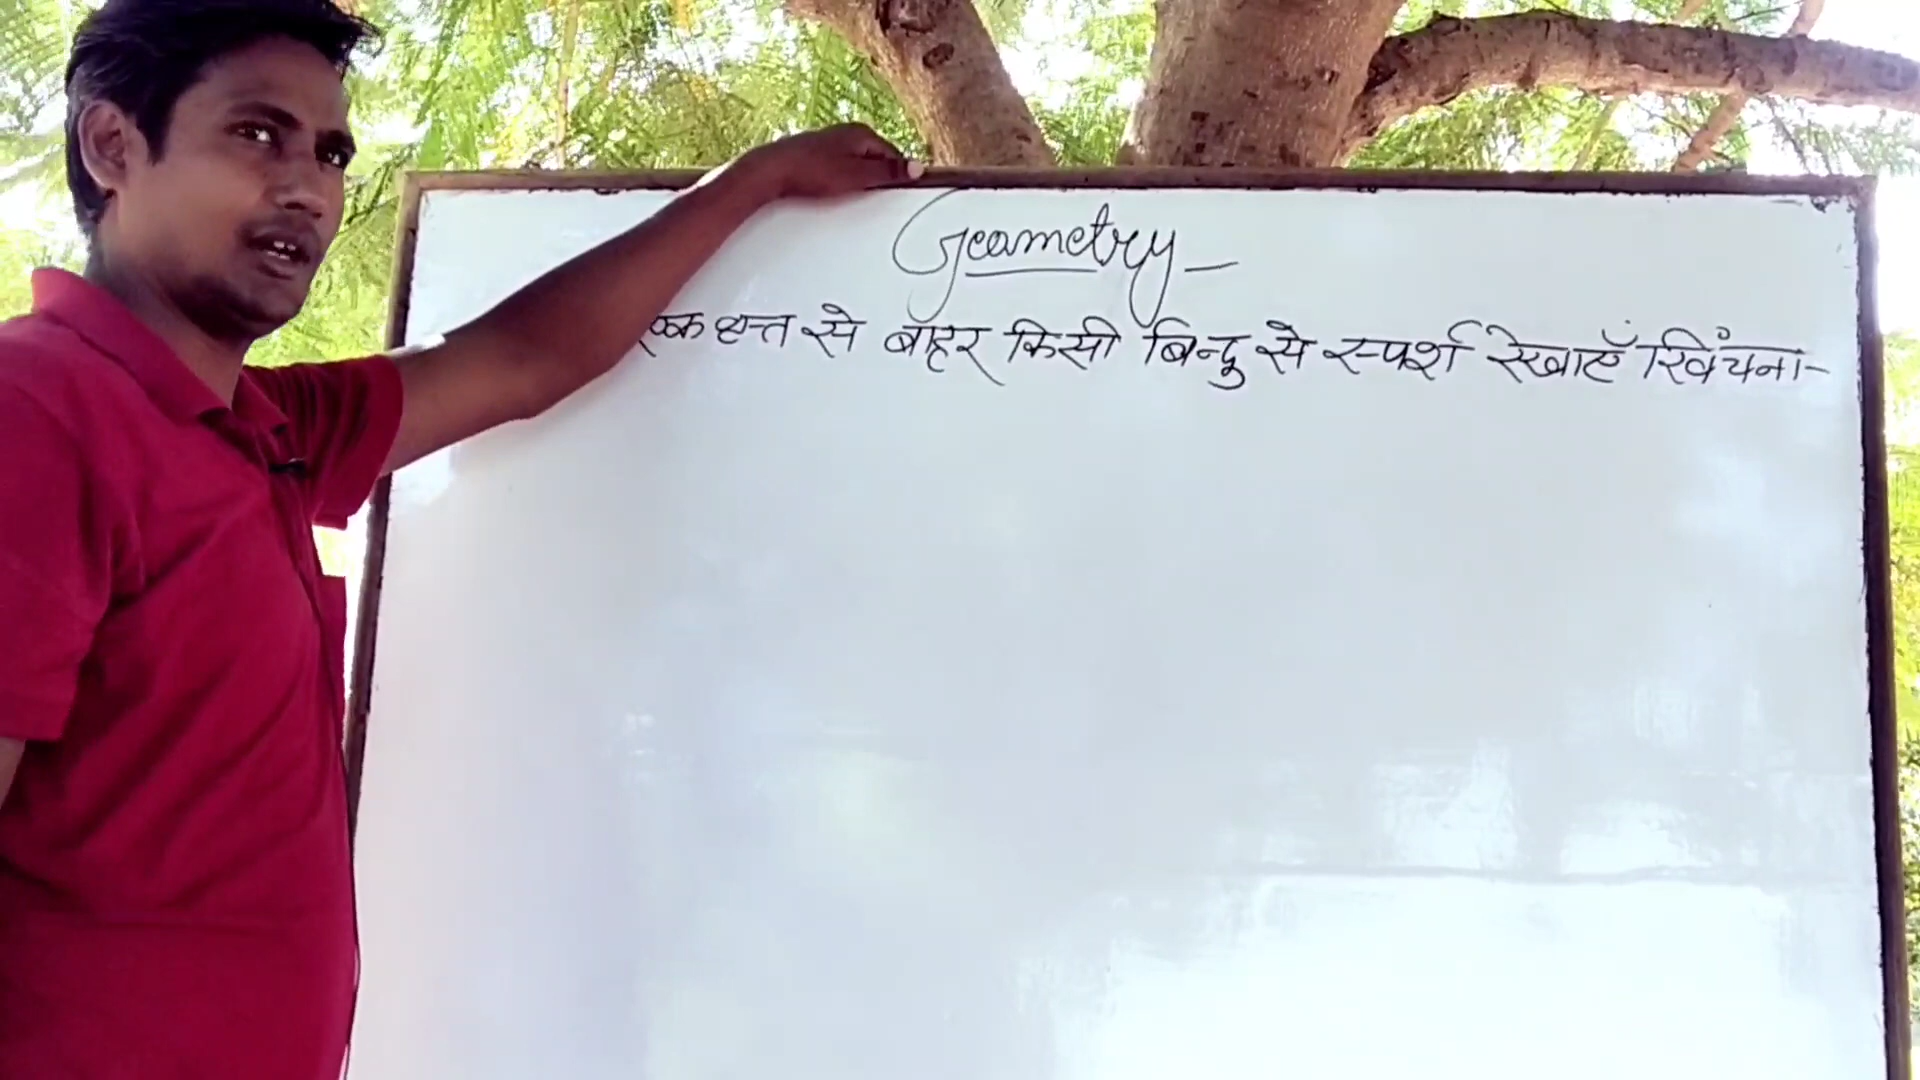 Geometry
एक वृत्त से बाहर किसी बिन्दु से स्पर्श रेखाएँ खिंचना-